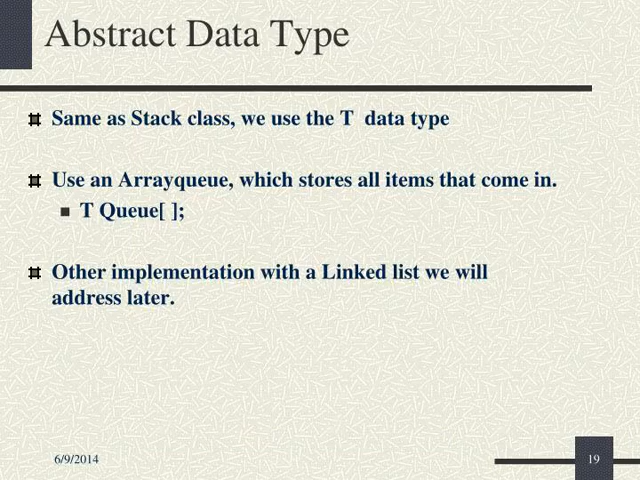 Abstract Data Type
Same as Stack class, we use the T data type
Use an Arrayqueue, which stores all items that come in.
T Queue[ ];
Other implementation with a Linked list we will
address later.
6/9/2014
19